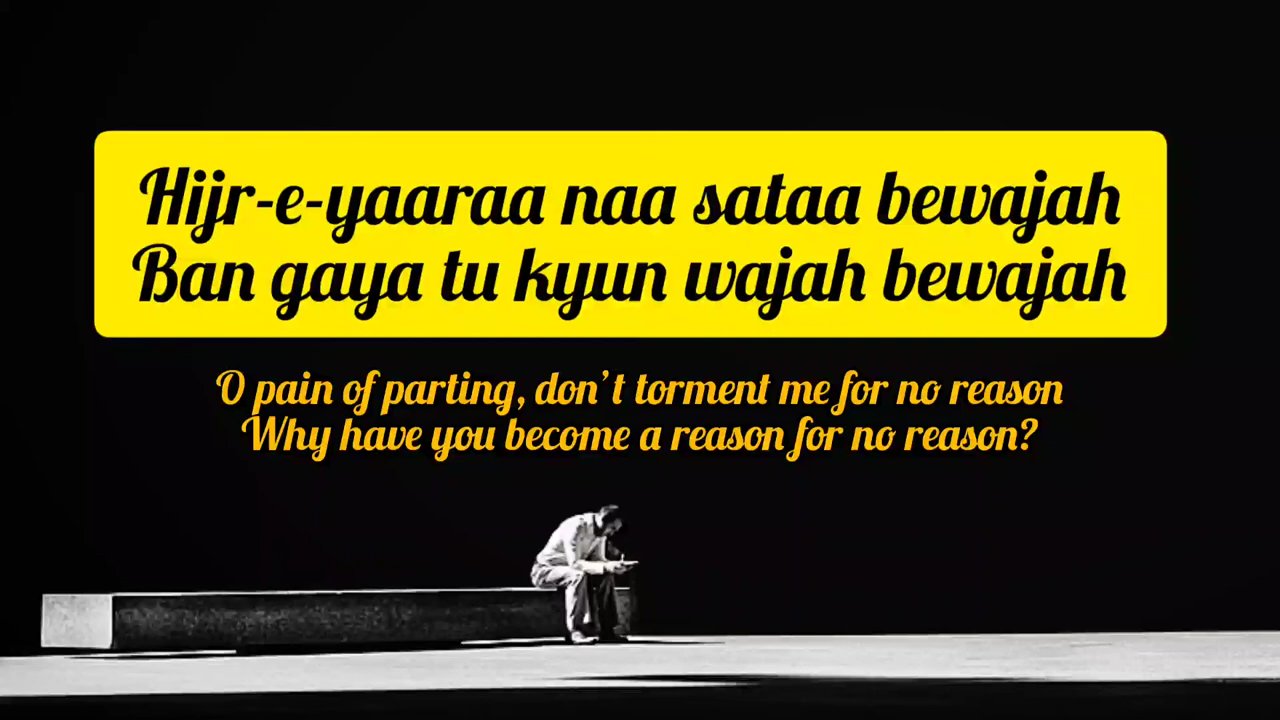 Hijr-e-yaaraa naa sataa bewajah
Ban gaya tu kyun wajah bewajah
O pain of parting, don't torment me for no reason
Why have you become a reason for no reason?